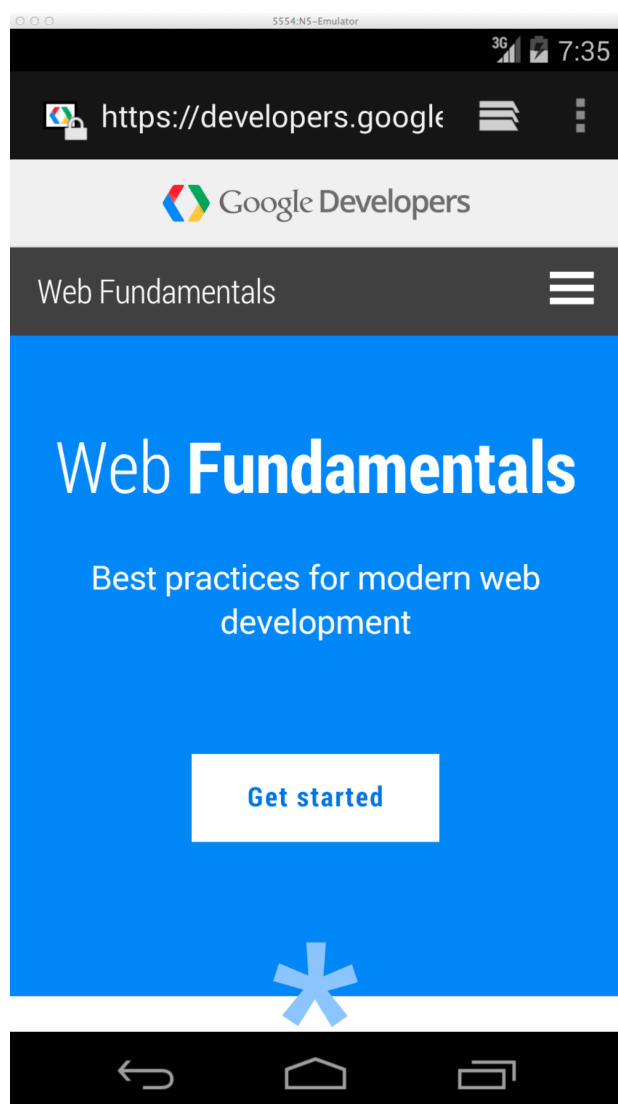 5554:N5-Emulator
3G 7:35
https://developers.google
Google Developers
Web Fundamentals
Web Fundamentals
Best practices for modern web
development
Get started
*